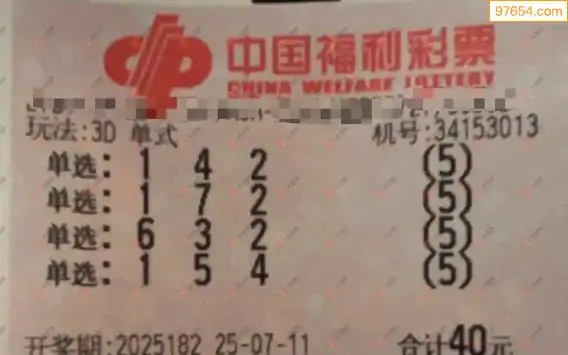 97654.com
中国福利彩票
CHINA WELFARE LOTTERY
玩法:3D 单式 机号:34153013
单选: 1 4 2 (5)
单选: 1 7 2 (5)
单选: 6 3 2 (5)
单选: 1 5 4 (5)
开奖期:2025182 25-07-11 合计40元